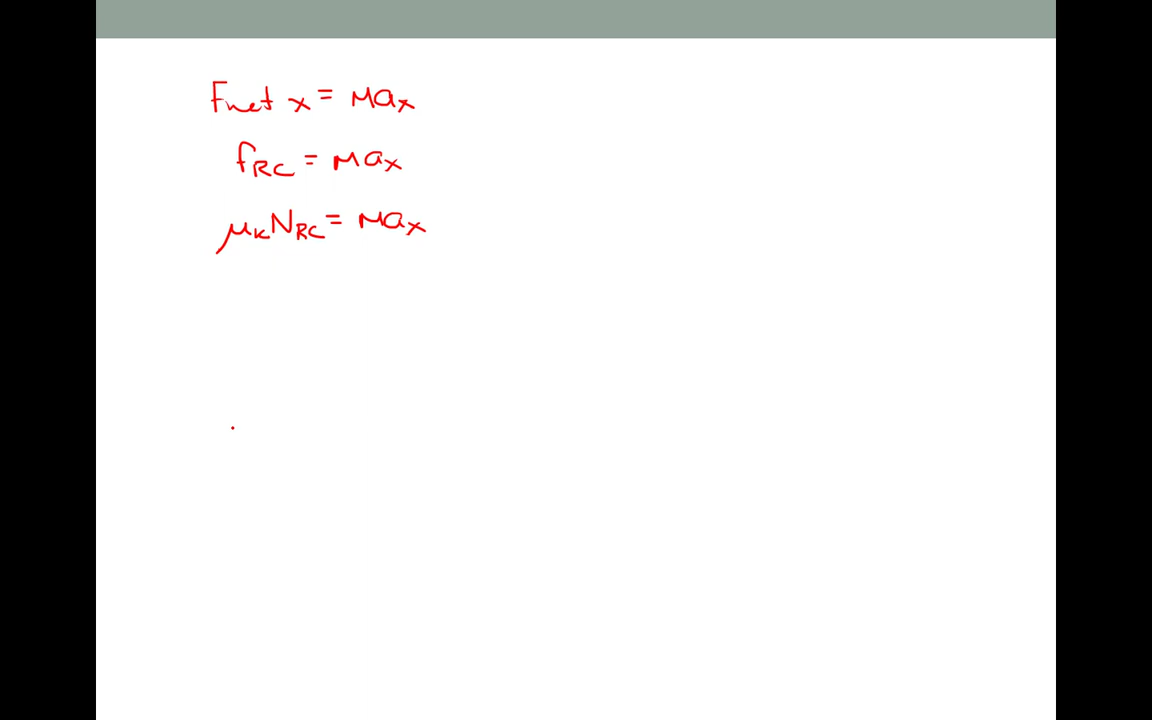 Fnet x = Max
fRC = Max
μkNRC = Max